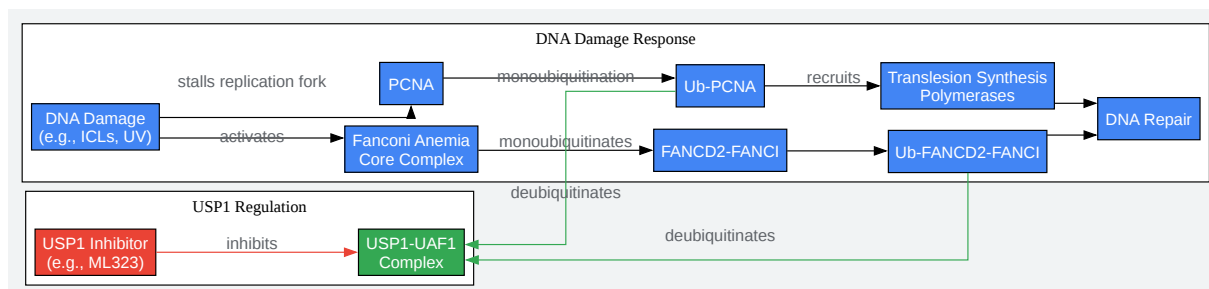 DNA Damage Response
stalls replication fork
PCNA
monoubiquitination
Ub-PCNA
recruits
Translesion Synthesis
Polymerases
DNA Damage
(e.g., ICLs, UV)
activates
Fanconi Anemia
Core Complex
monoubiquitinates
FANCD2-FANCI
Ub-FANCD2-FANCI
DNA Repair
deubiquitinates
USP1 Regulation
USP1 Inhibitor
(e.g., ML323)
inhibits
USP1-UAF1
Complex
deubiquitinates